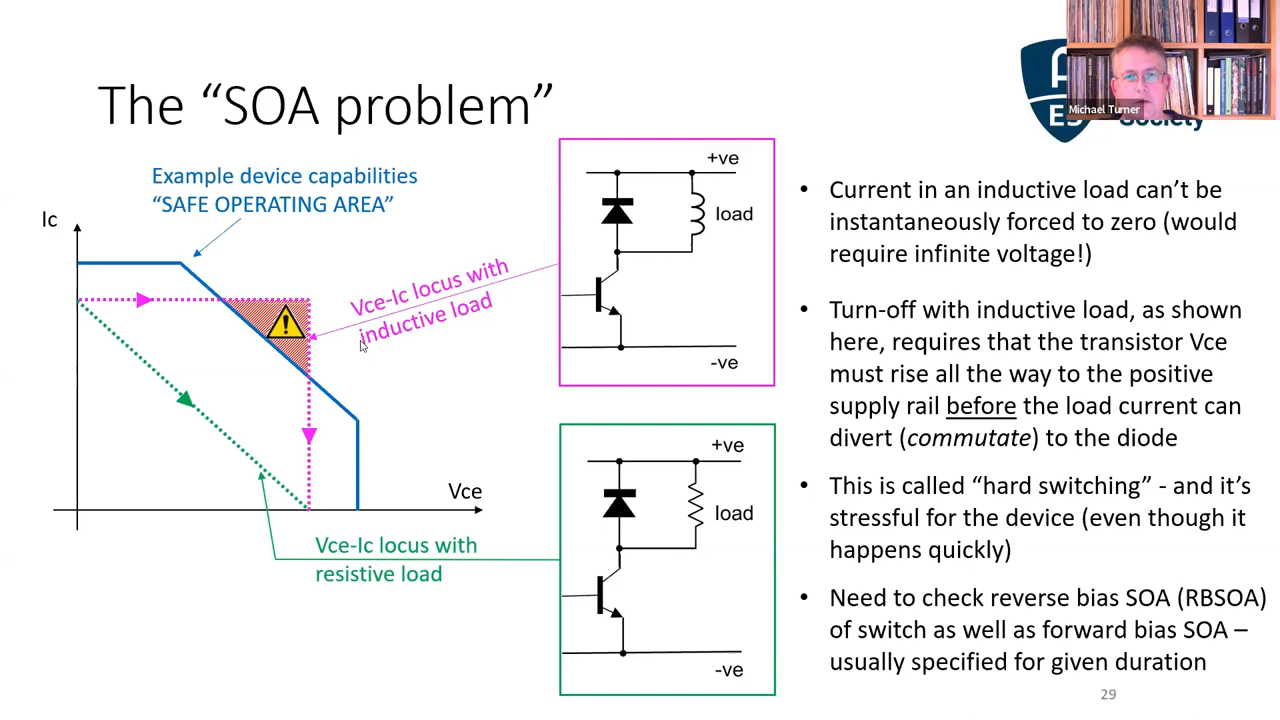 The “SOA problem”
Michael Turner
Society
Example device capabilities
“SAFE OPERATING AREA”
Ic
Vce-Ic locus with
inductive load
Vce
Vce-Ic locus with
resistive load
+ve
load
-ve
+ve
load
-ve
• Current in an inductive load can’t be
instantaneously forced to zero (would
require infinite voltage!)
• Turn-off with inductive load, as shown
here, requires that the transistor Vce
must rise all the way to the positive
supply rail before the load current can
divert (commutate) to the diode
• This is called “hard switching” - and it’s
stressful for the device (even though it
happens quickly)
• Need to check reverse bias SOA (RBSOA)
of switch as well as forward bias SOA –
usually specified for given duration
29